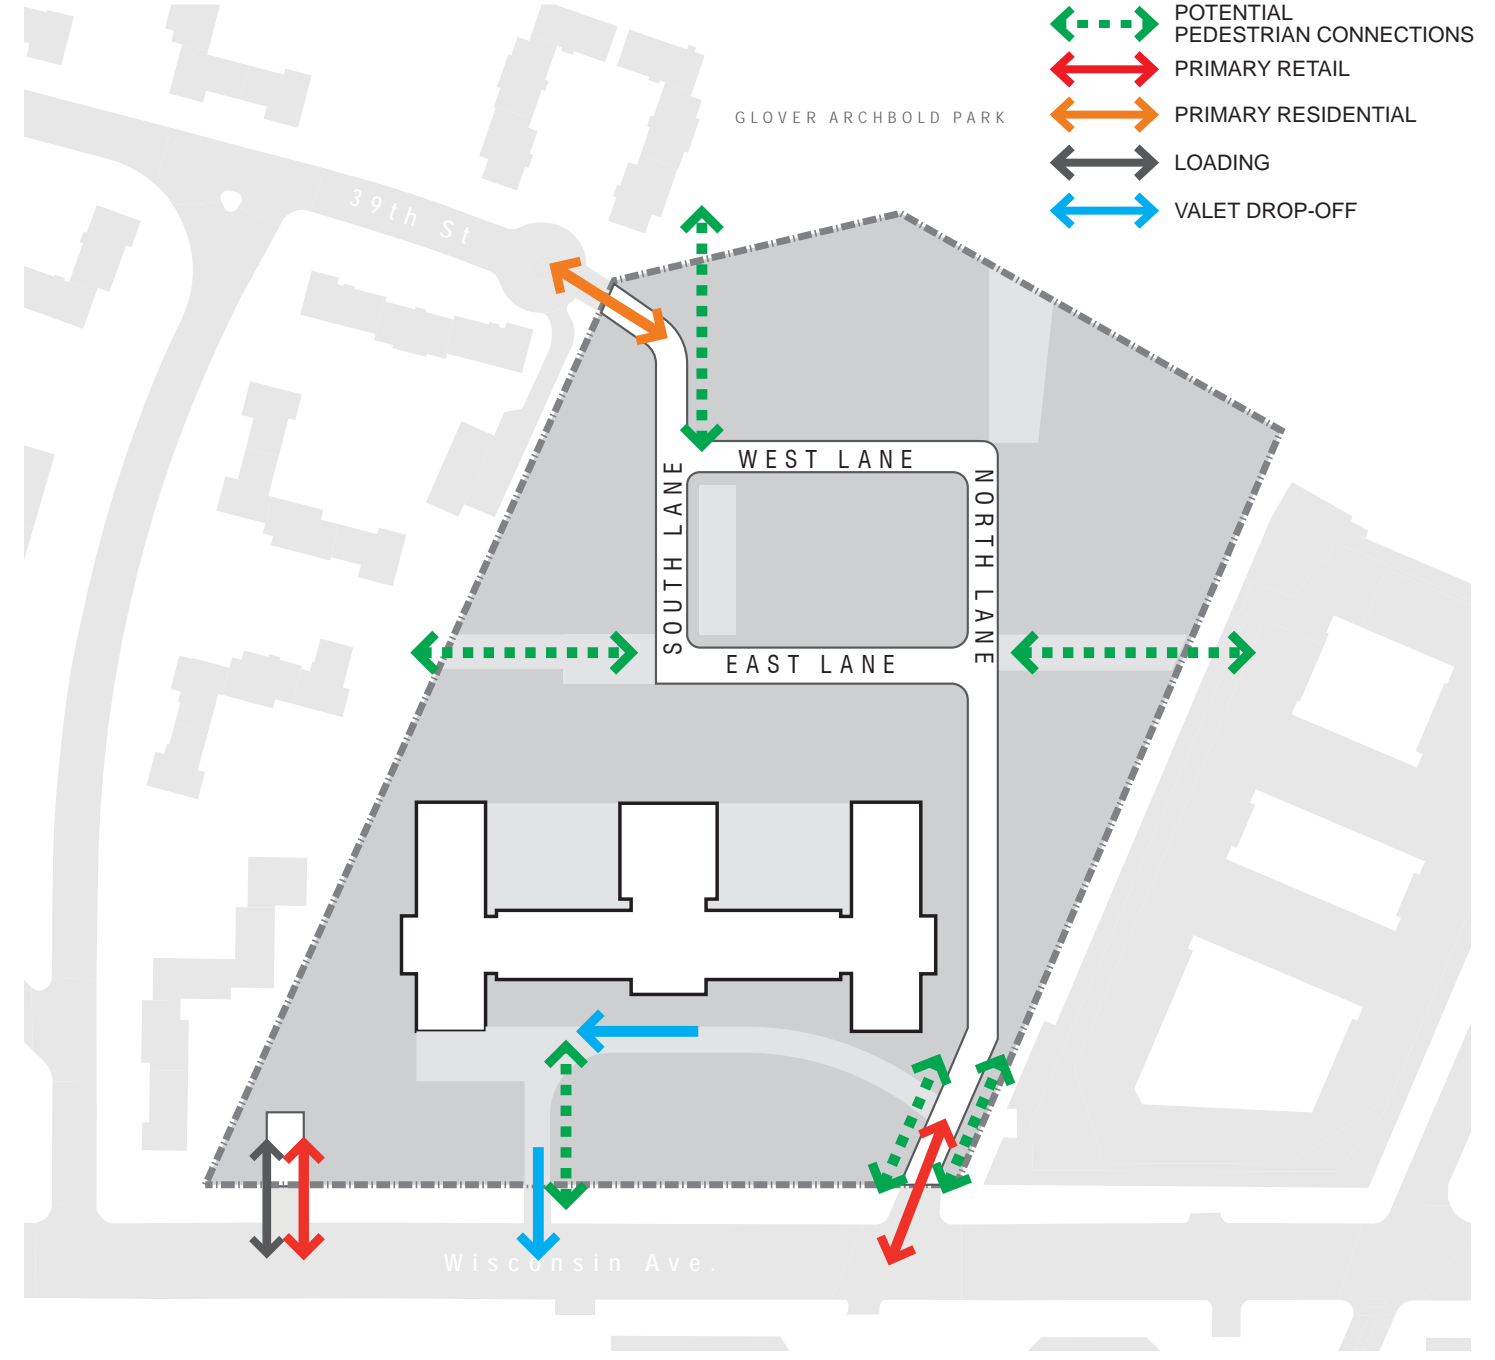 POTENTIAL
PEDESTRIAN CONNECTIONS
PRIMARY RETAIL
GLOVER ARCHBOLD PARK
PRIMARY RESIDENTIAL
LOADING
VALET DROP-OFF
39th St
WEST LANE
SOUTH LANE
NORTH LANE
EAST LANE
Wisconsin Ave.